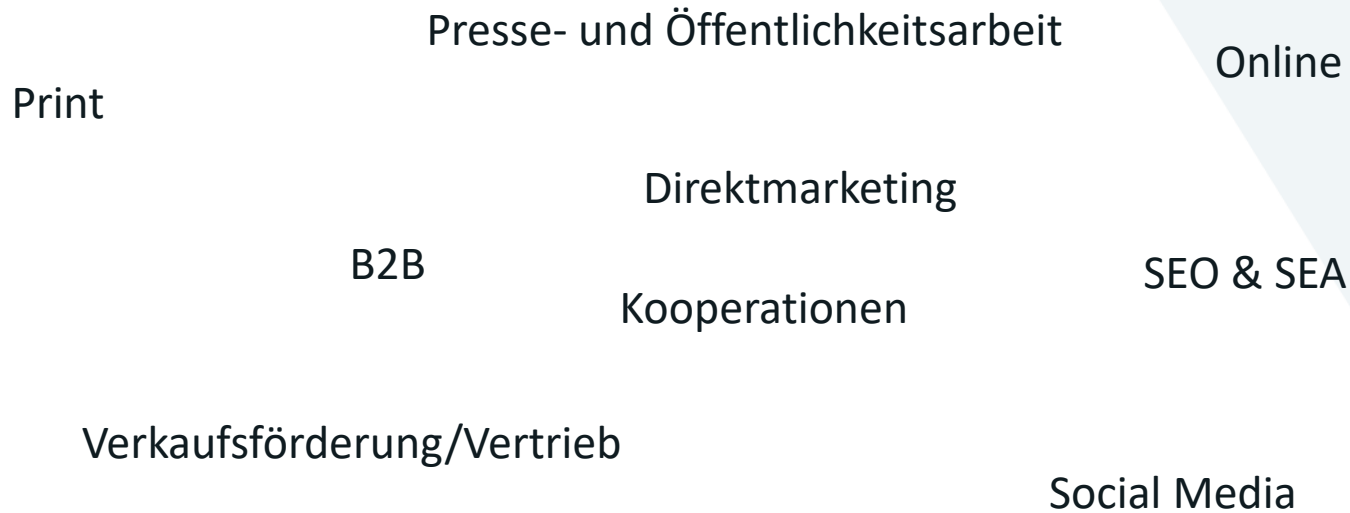 Presse- und Öffentlichkeitsarbeit
Online
Print
Direktmarketing
B2B
SEO & SEA
Kooperationen
Verkaufsförderung/Vertrieb
Social Media